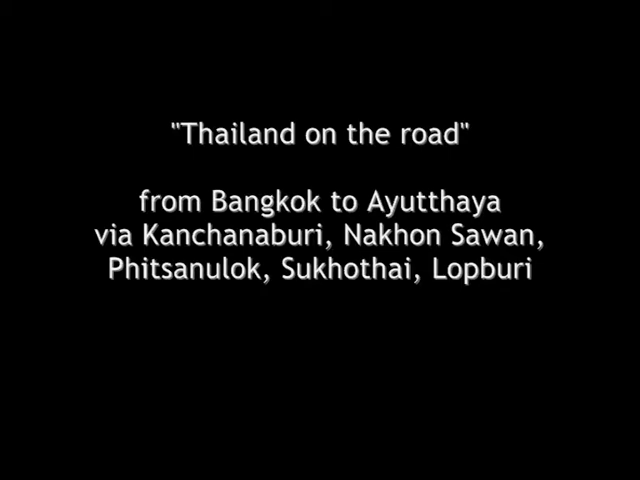 "Thailand on the road"
from Bangkok to Ayutthaya
via Kanchanaburi, Nakhon Sawan,
Phitsanulok, Sukhothai, Lopburi